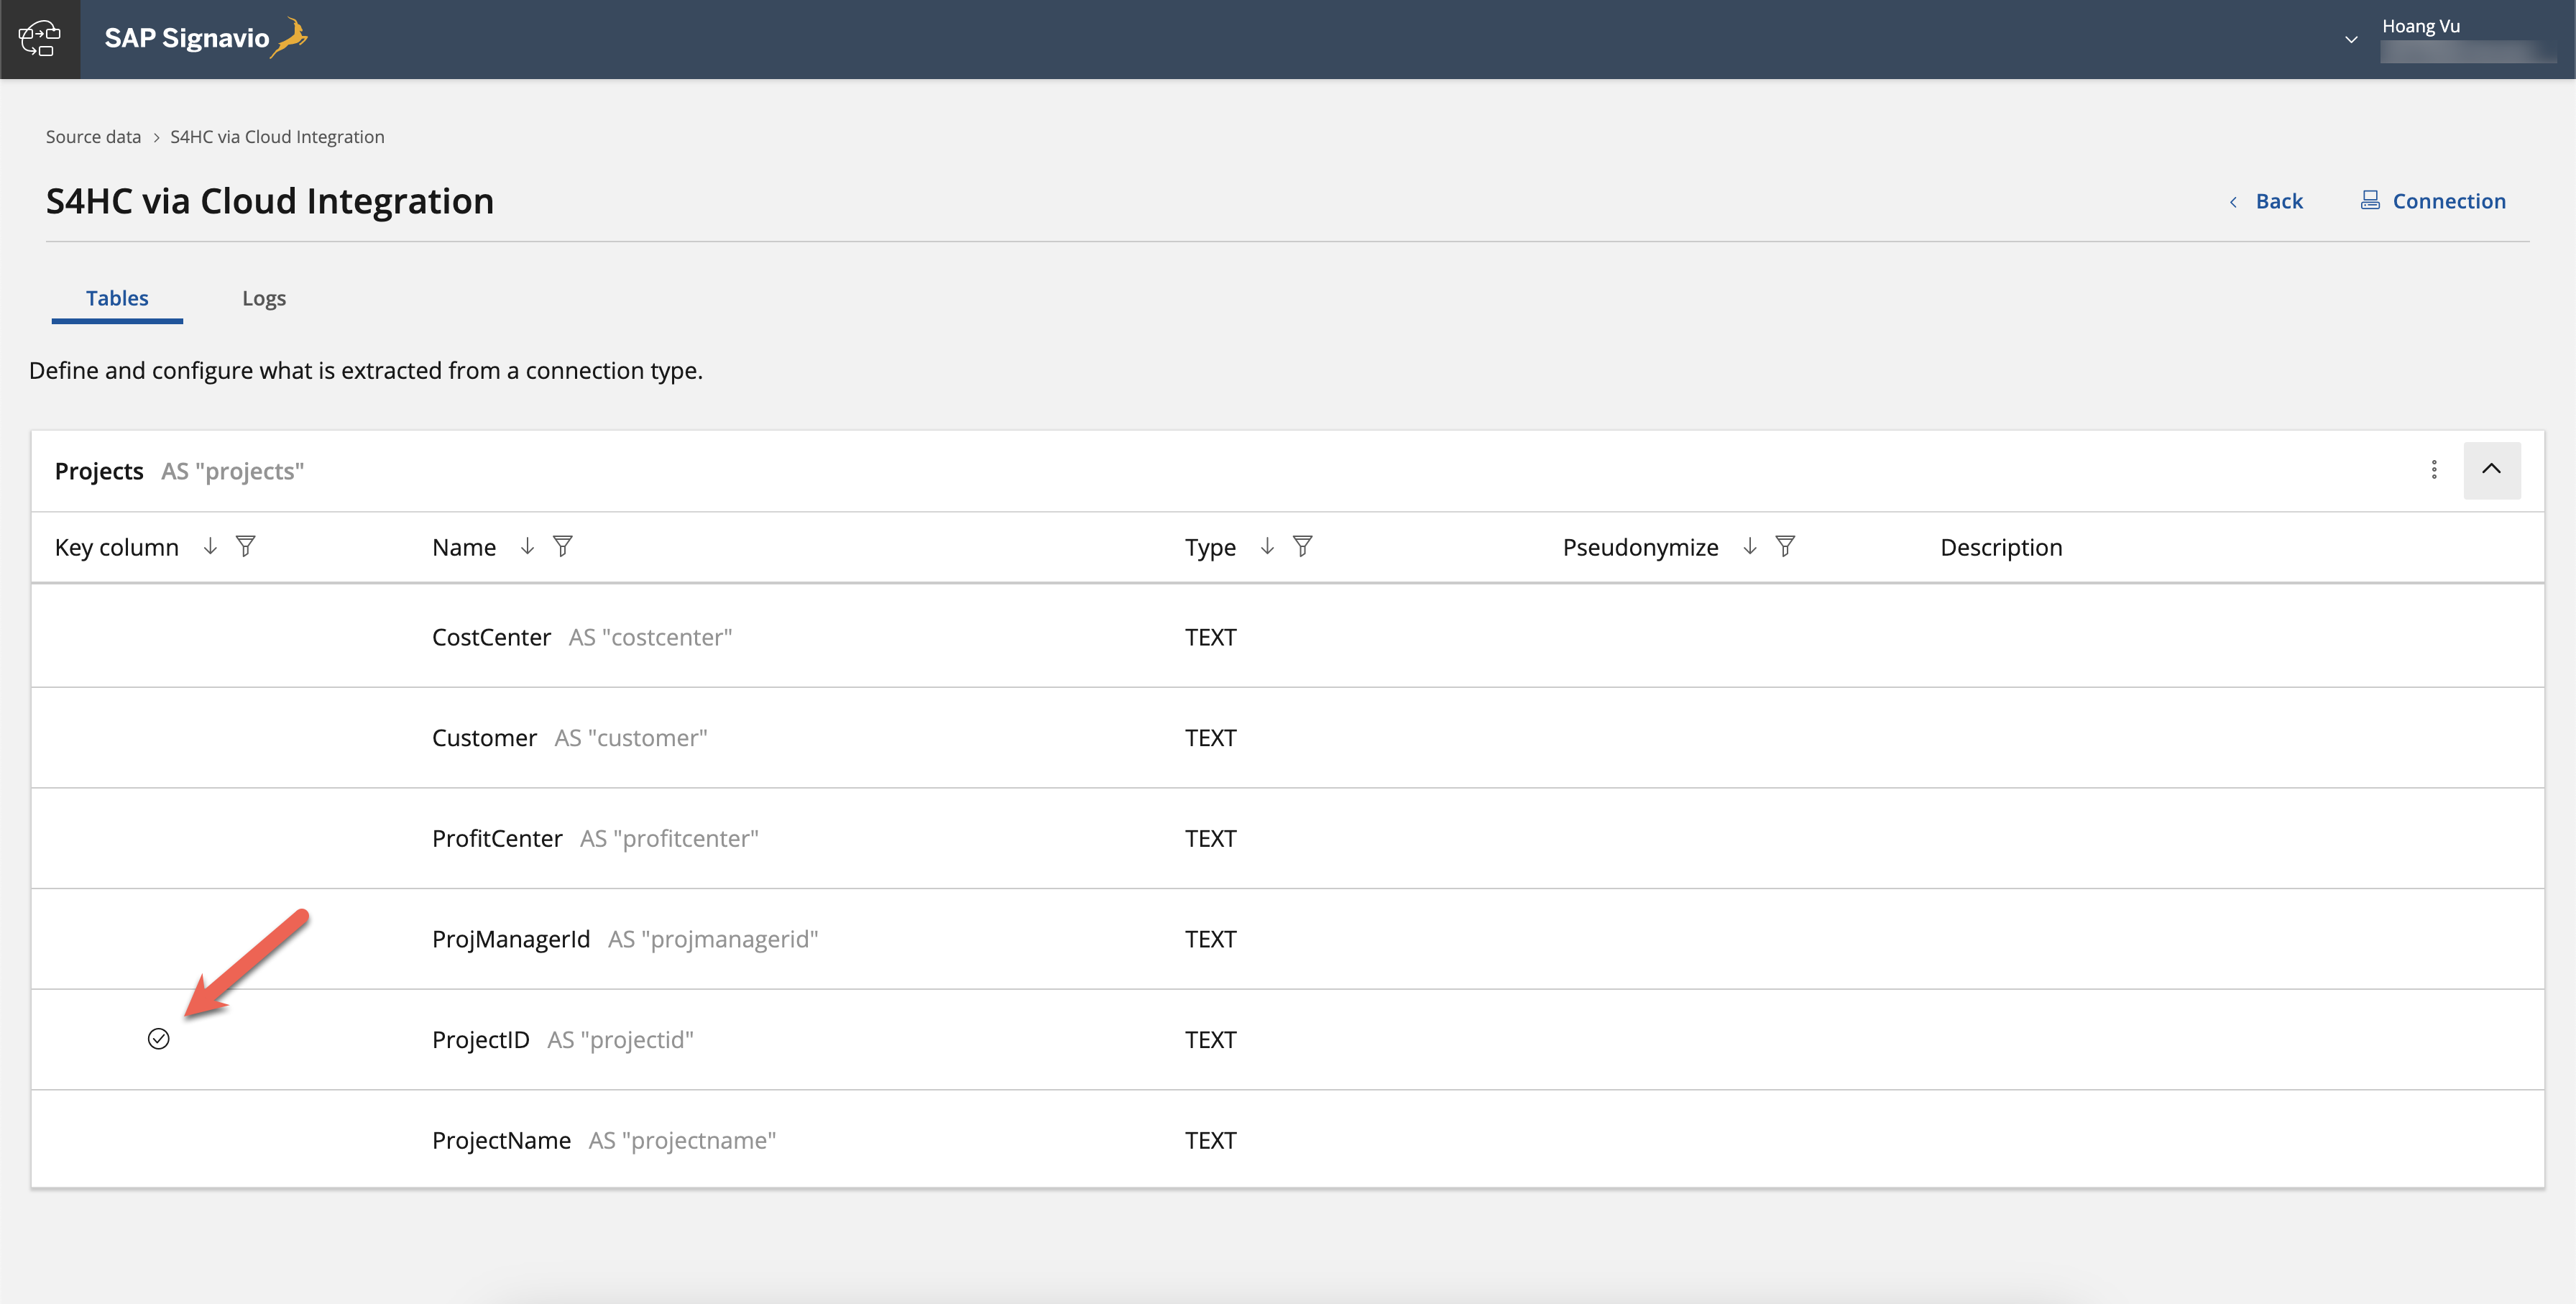 SAP Signavio
Hoang Vu
Source data > S4HC via Cloud Integration
S4HC via Cloud Integration
Back
Connection
Tables
Logs
Define and configure what is extracted from a connection type.
Projects AS "projects"
Key column
Name
Type
Pseudonymize
Description
CostCenter AS "costcenter" TEXT
Customer AS "customer" TEXT
ProfitCenter AS "profitcenter" TEXT
ProjManagerId AS "projmanagerid" TEXT
ProjectID AS "projectid" TEXT
ProjectName AS "projectname" TEXT